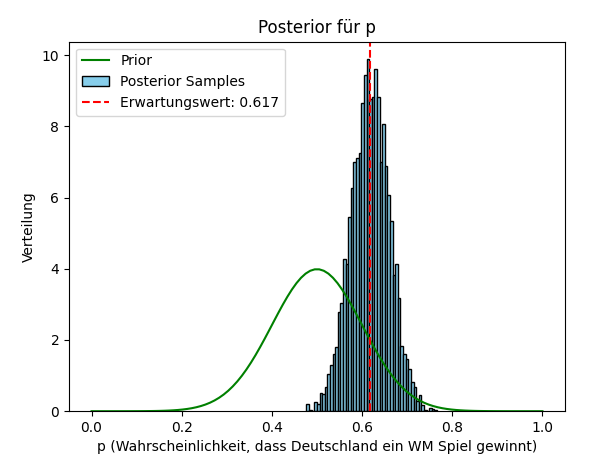 Posterior für p
Prior
Posterior Samples
Erwartungswert: 0.617
10
8
6
4
2
0
Verteilung
0.0 0.2 0.4 0.6 0.8 1.0
p (Wahrscheinlichkeit, dass Deutschland ein WM Spiel gewinnt)